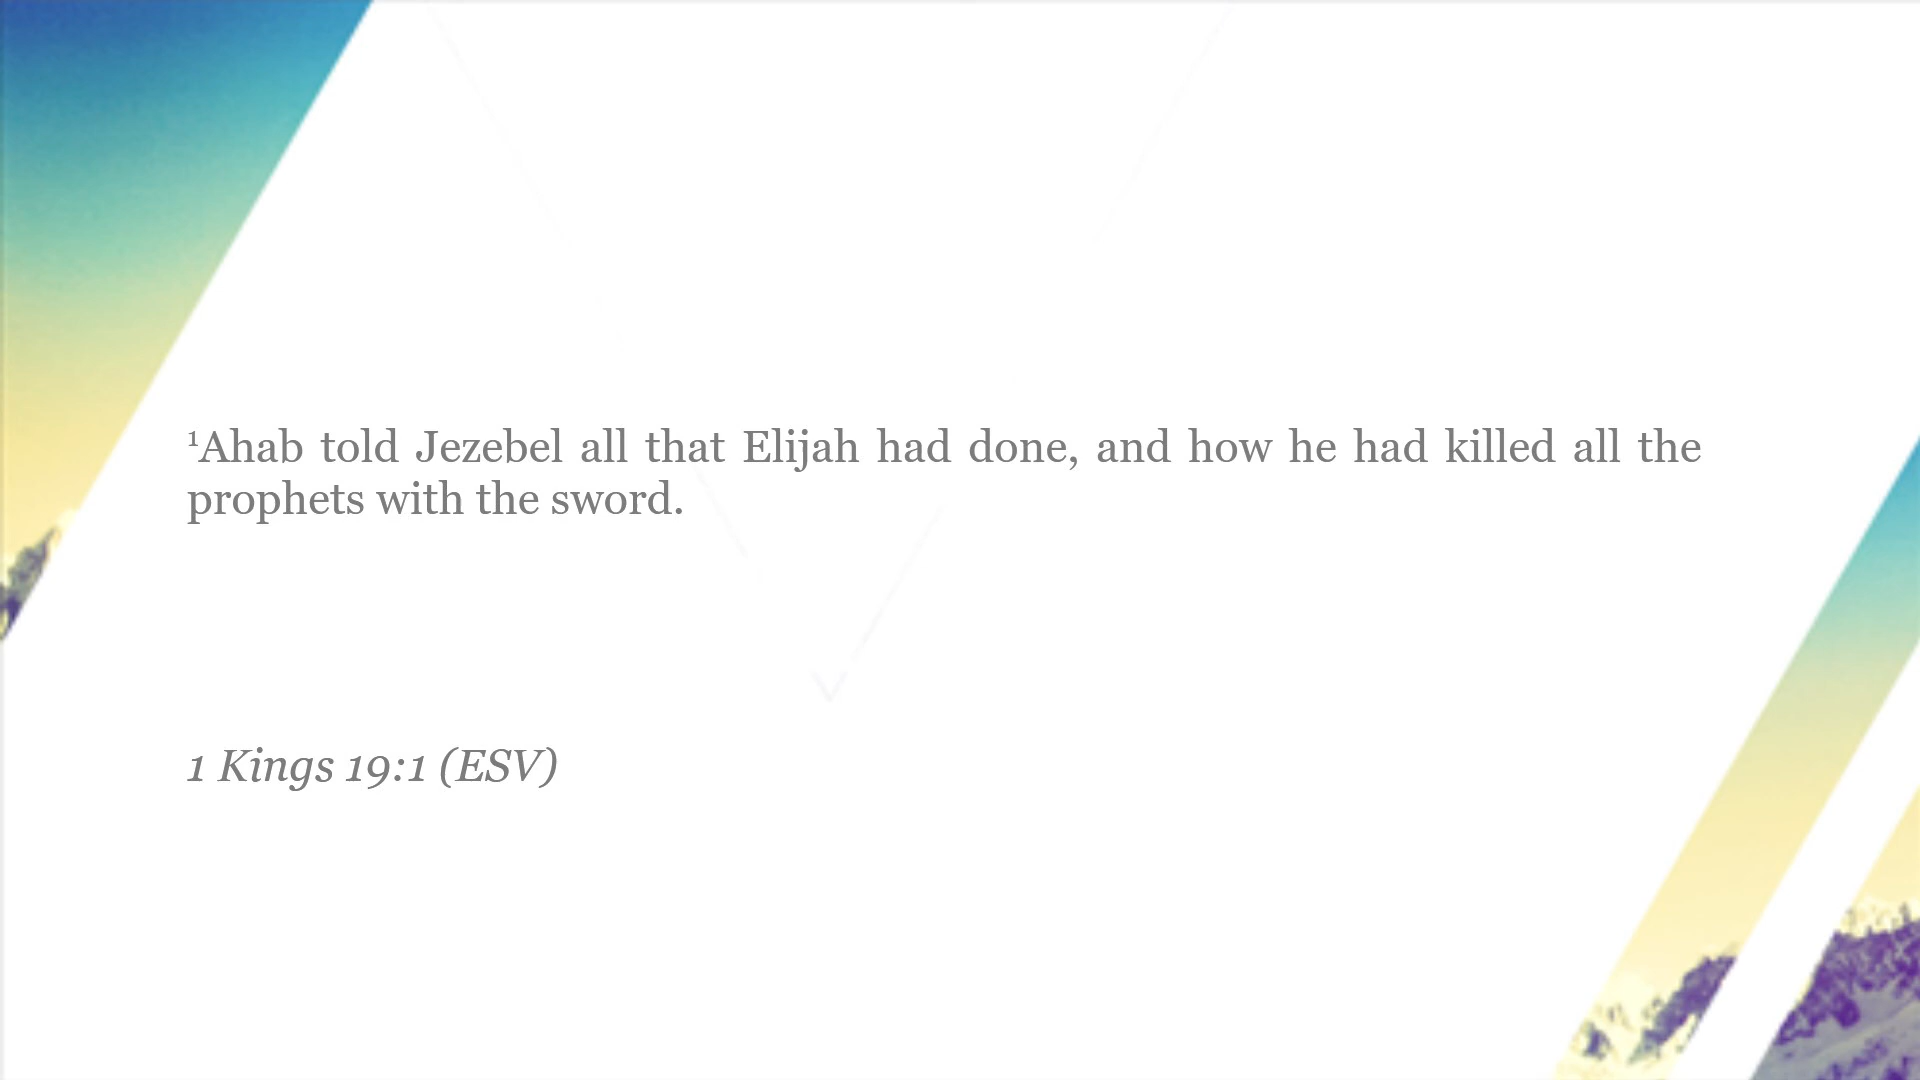 ¹Ahab told Jezebel all that Elijah had done, and how he had killed all the
prophets with the sword.
1 Kings 19:1 (ESV)